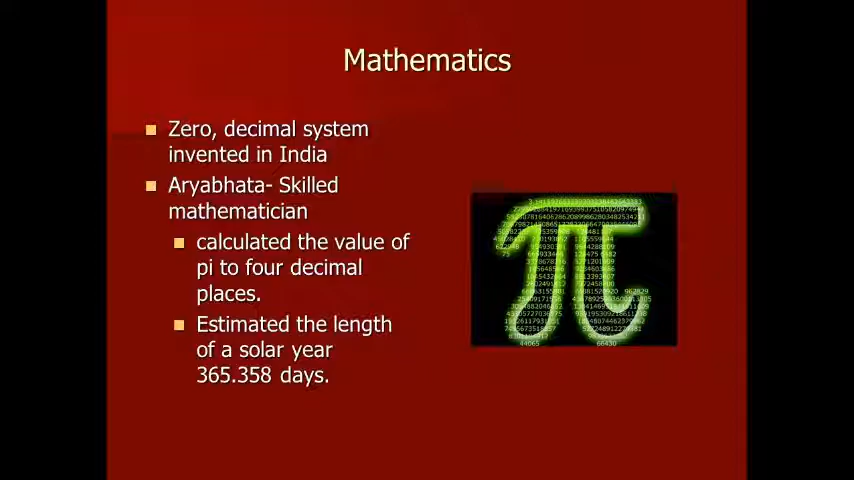 Mathematics
Zero, decimal system
invented in India
Aryabhata- Skilled
mathematician
calculated the value of
pi to four decimal
places.
Estimated the length
of a solar year
365.358 days.